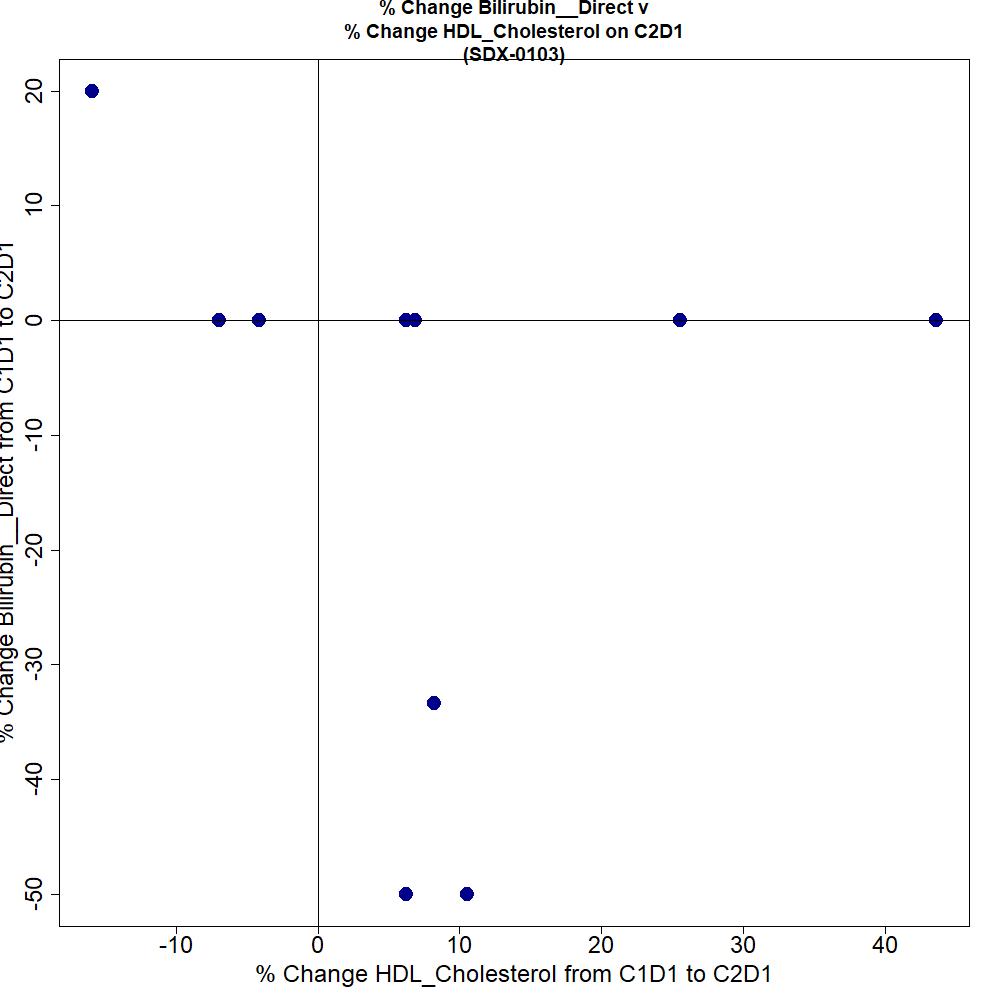 % Change Bilirubin__Direct v
% Change HDL_Cholesterol on C2D1
(SDX-0103)
% Change Bilirubin__Direct from C1D1 to C2D1
20
10
0
-10
-20
-30
-40
-50
-10
0
10
20
30
40
% Change HDL_Cholesterol from C1D1 to C2D1